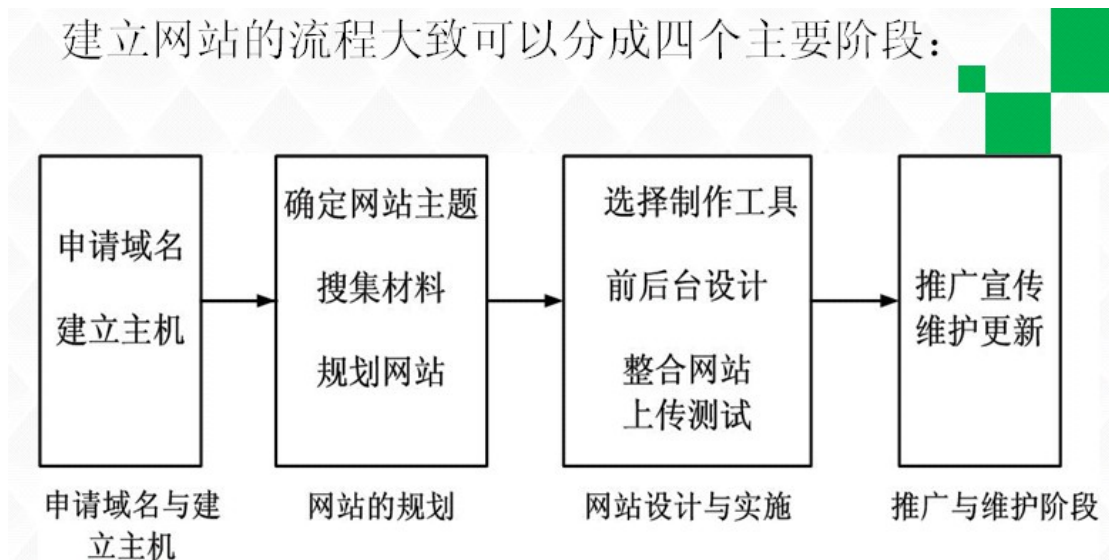 建立网站的流程大致可以分成四个主要阶段：
申请域名
建立主机
确定网站主题
搜集材料
规划网站
选择制作工具
前后台设计
整合网站
上传测试
推广宣传
维护更新
申请域名与建
立主机
网站的规划
网站设计与实施
推广与维护阶段